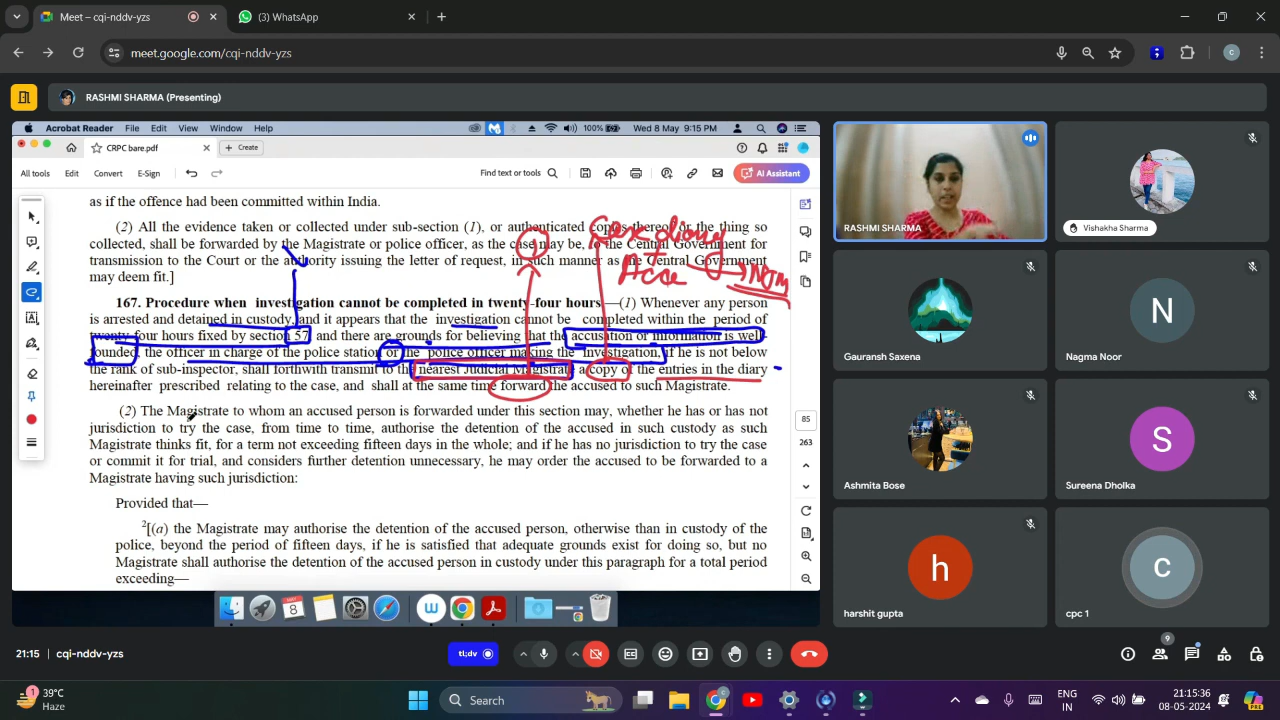 Meet – cqi-nddv-yzs
(3) WhatsApp
meet.google.com/cqi-nddv-yzs
c
RASHMI SHARMA (Presenting)
Acrobat Reader File Edit View Window Help
100% Wed 8 May 9:15 PM
CRPC bare.pdf
Create
All tools Edit Convert E-Sign
Find text or tools
AI Assistant
as if the offence had been committed within India.
(2) All the evidence taken or collected under sub-section (1), or authenticated copies thereof or the thing so
collected, shall be forwarded by the Magistrate or police officer, as the case may be, to the Central Government for
transmission to the Court or the authority issuing the letter of request, in such manner as the Central Government
may deem fit.]
Case diary
Acc
NJM
1
167. Procedure when investigation cannot be completed in twenty-four hours.—(1) Whenever any person
is arrested and detained in custody, and it appears that the investigation cannot be completed within the period of
twenty-four hours fixed by section 57, and there are grounds for believing that the accusation or information is well-
founded, the officer in charge of the police station or the police officer making the investigation, if he is not below
the rank of sub-inspector, shall forthwith transmit to the nearest Judicial Magistrate a copy of the entries in the diary
hereinafter prescribed relating to the case, and shall at the same time forward the accused to such Magistrate.
(2) The Magistrate to whom an accused person is forwarded under this section may, whether he has or has not
jurisdiction to try the case, from time to time, authorise the detention of the accused in such custody as such
Magistrate thinks fit, for a term not exceeding fifteen days in the whole; and if he has no jurisdiction to try the case
or commit it for trial, and considers further detention unnecessary, he may order the accused to be forwarded to a
Magistrate having such jurisdiction:
Provided that—
2[(a) the Magistrate may authorise the detention of the accused person, otherwise than in custody of the
police, beyond the period of fifteen days, if he is satisfied that adequate grounds exist for doing so, but no
Magistrate shall authorise the detention of the accused person in custody under this paragraph for a total period
exceeding—
85
263
MAY
8
RASHMI SHARMA
Vishakha Sharma
Gauransh Saxena
N
Nagma Noor
Ashmita Bose
S
Sureena Dholka
h
harshit gupta
c
cpc 1
21:15 cqi-nddv-yzs
tl;dv
9
1
39°C
Haze
Search
ENG
IN
21:15:36
08-05-2024